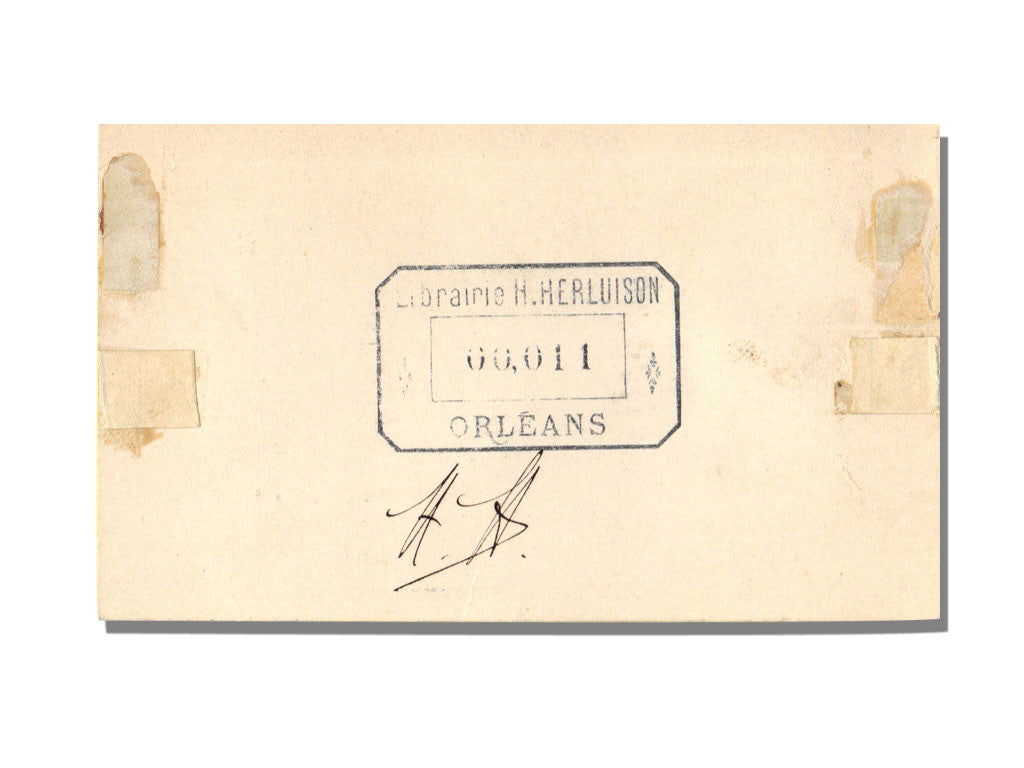 Librairie H. HERLUISON
00,011
ORLÉANS
H. H.